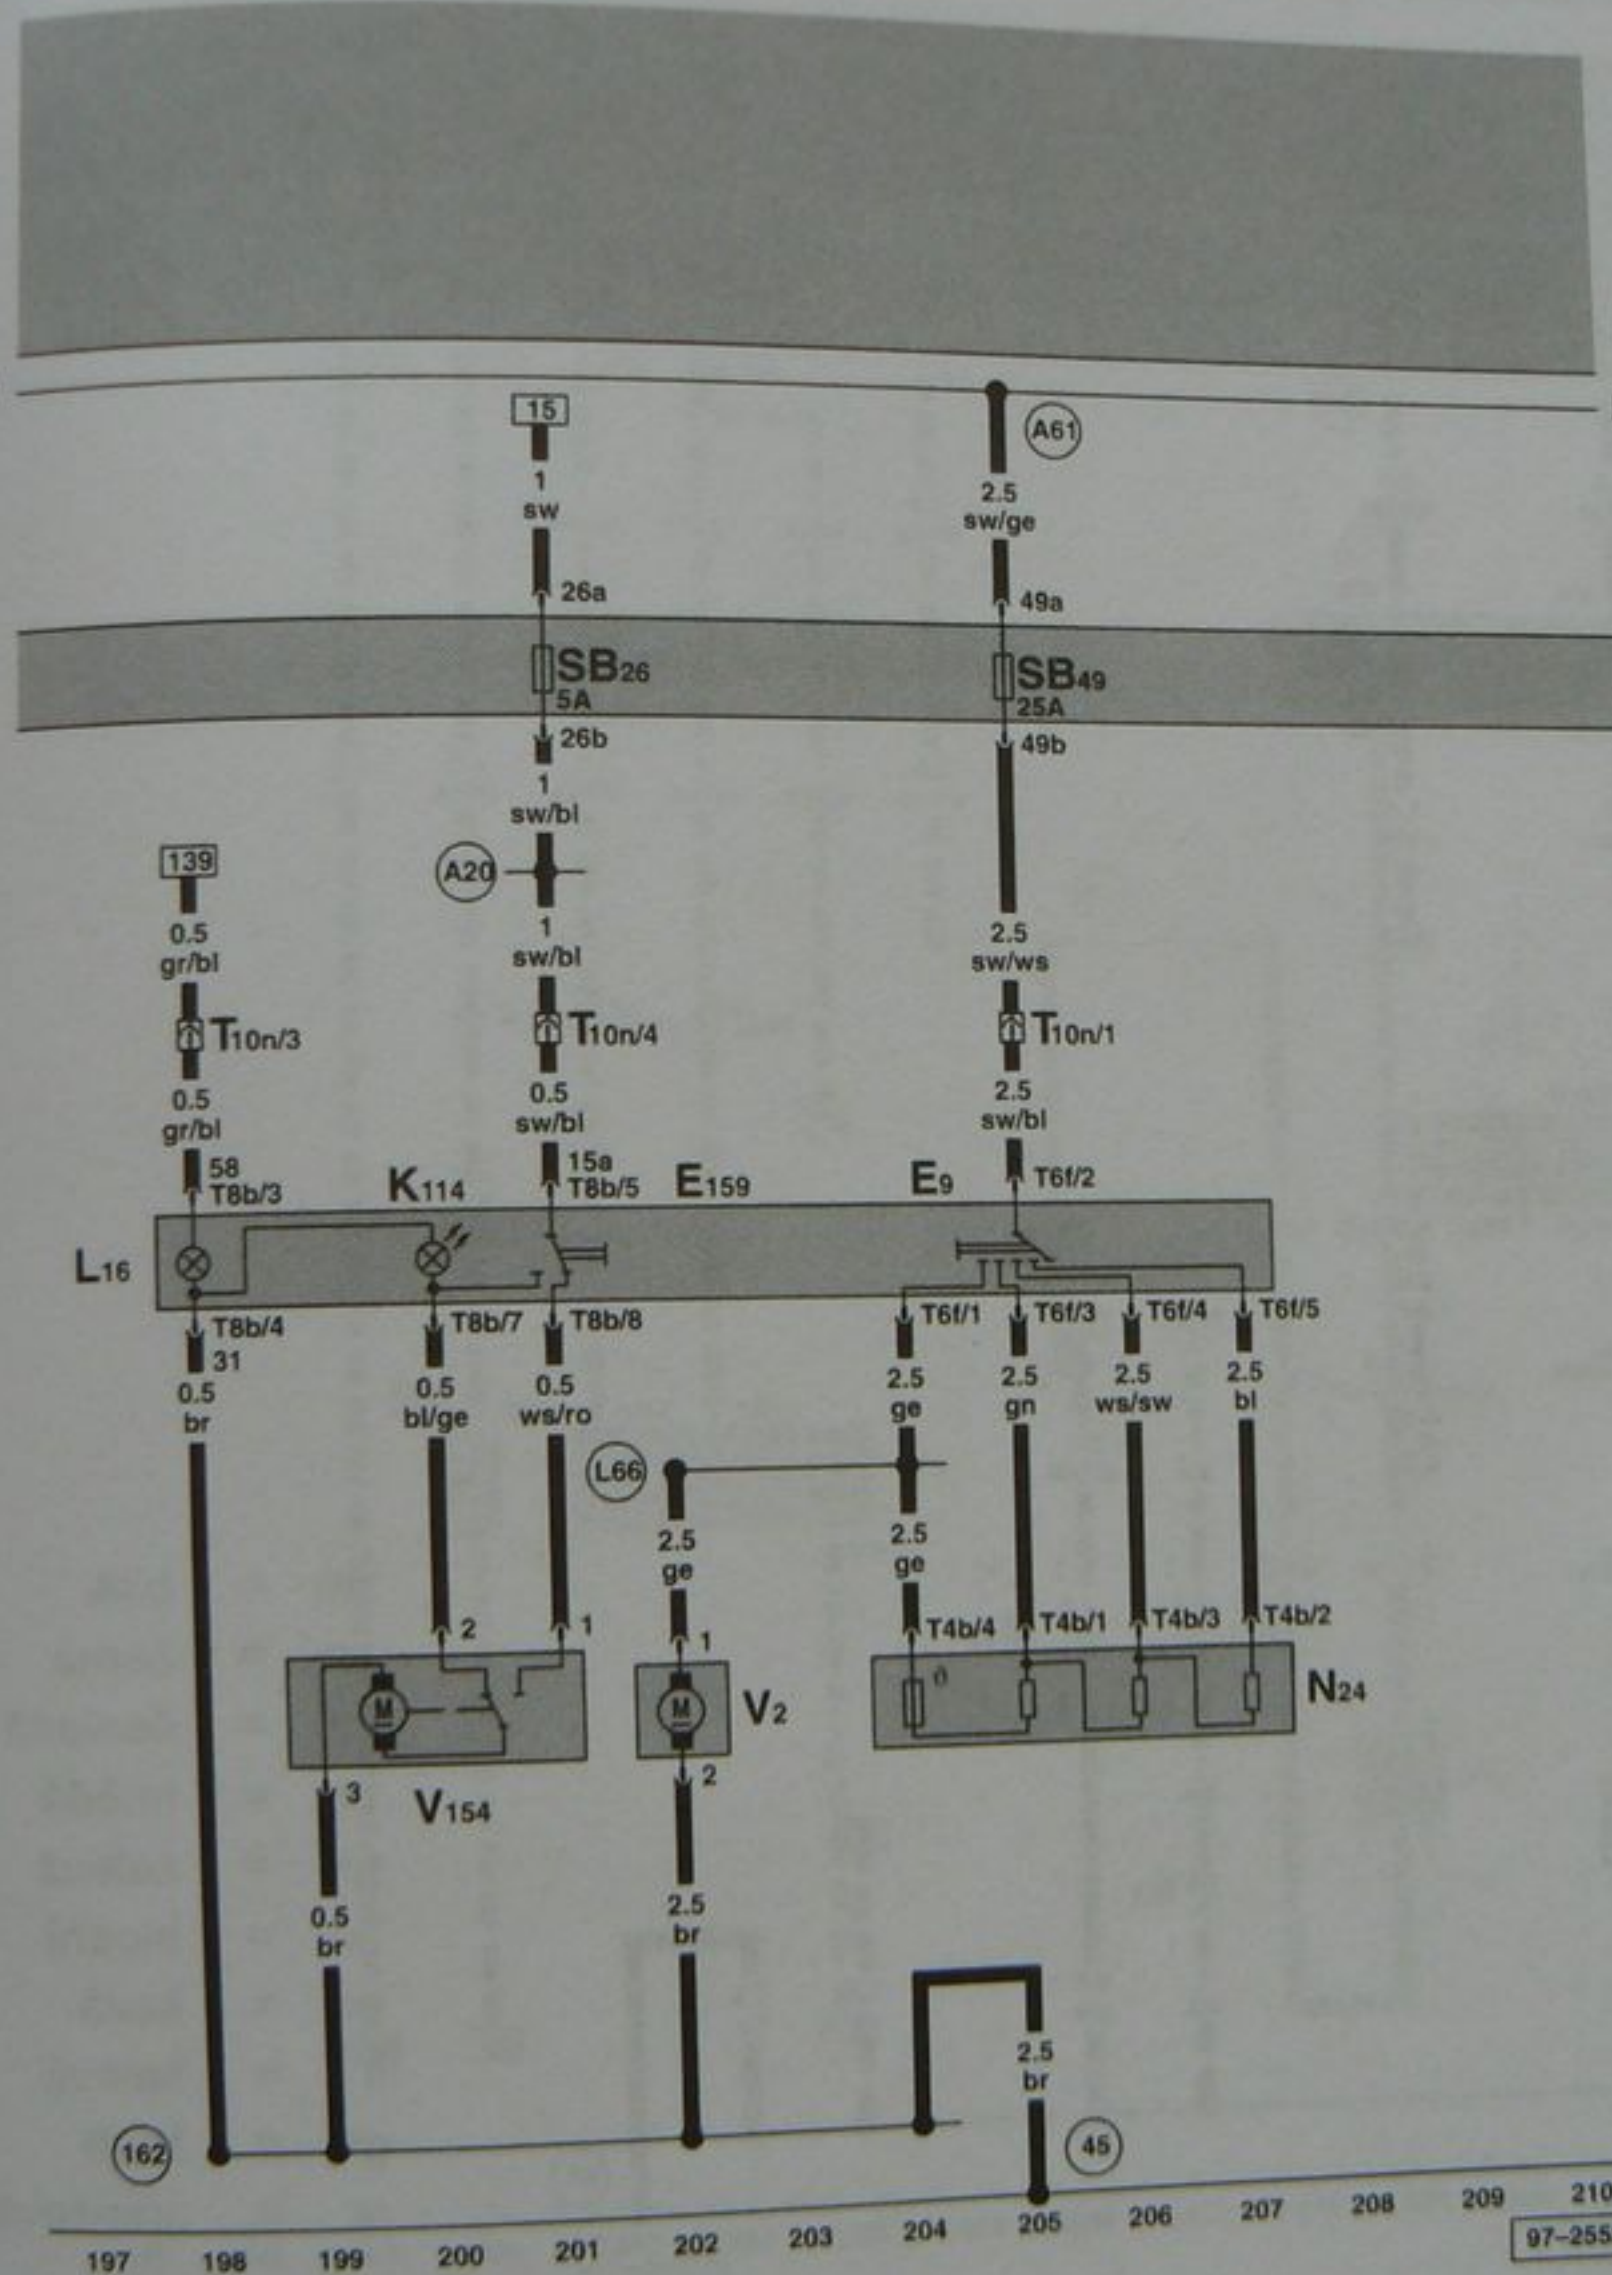 15
A61
1
sw
2.5
sw/ge
26a
49a
SB26
5A
SB49
25A
26b
49b
1
sw/bl
139
A20
0.5
gr/bl
1
sw/bl
2.5
sw/ws
T10n/3
T10n/4
T10n/1
0.5
gr/bl
0.5
sw/bl
2.5
sw/bl
58
T8b/3
K114
15a
T8b/5
E159
E9
T6f/2
L16
T8b/4
31
T8b/7
T8b/8
T6f/1
T6f/3
T6f/4
T6f/5
0.5
br
0.5
bl/ge
0.5
ws/ro
2.5
ge
2.5
gn
2.5
ws/sw
2.5
bl
L66
2.5
ge
2.5
ge
2
1
1
T4b/4
T4b/1
T4b/3
T4b/2
M
M
V2
N24
3
V154
2
0.5
br
2.5
br
2.5
br
162
45
197 198 199 200 201 202 203 204 205 206 207 208 209 210
97-255